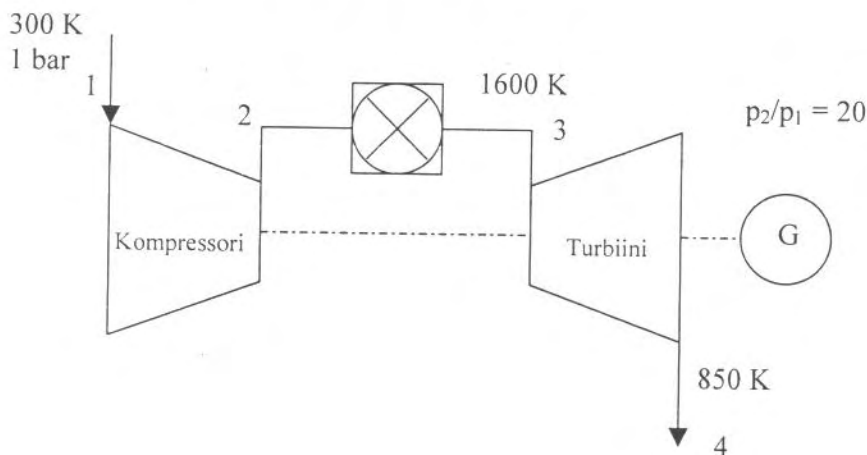 300 K
1 bar
1
2
1600 K
3
p₂/p₁ = 20
Kompressori
Turbiini
G
850 K
4